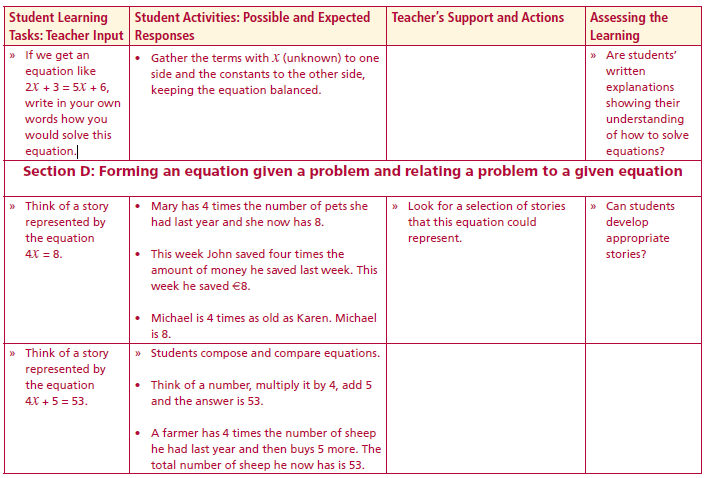 Student Learning
Tasks: Teacher Input
Student Activities: Possible and Expected
Responses
Teacher's Support and Actions
Assessing the
Learning
» If we get an
equation like
2X + 3 = 5X + 6,
write in your own
words how you
would solve this
equation.
• Gather the terms with X (unknown) to one
side and the constants to the other side,
keeping the equation balanced.
» Are students'
written
explanations
showing their
understanding
of how to solve
equations?
Section D: Forming an equation given a problem and relating a problem to a given equation
» Think of a story
represented by
the equation
4X = 8.
• Mary has 4 times the number of pets she
had last year and she now has 8.
• This week John saved four times the
amount of money he saved last week. This
week he saved €8.
• Michael is 4 times as old as Karen. Michael
is 8.
» Look for a selection of stories
that this equation could
represent.
» Can students
develop
appropriate
stories?
» Think of a story
represented by
the equation
4X + 5 = 53.
» Students compose and compare equations.
• Think of a number, multiply it by 4, add 5
and the answer is 53.
• A farmer has 4 times the number of sheep
he had last year and then buys 5 more. The
total number of sheep he now has is 53.